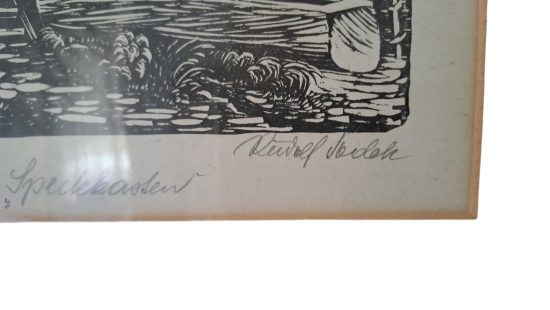 Rudolf
"Speckkasten"